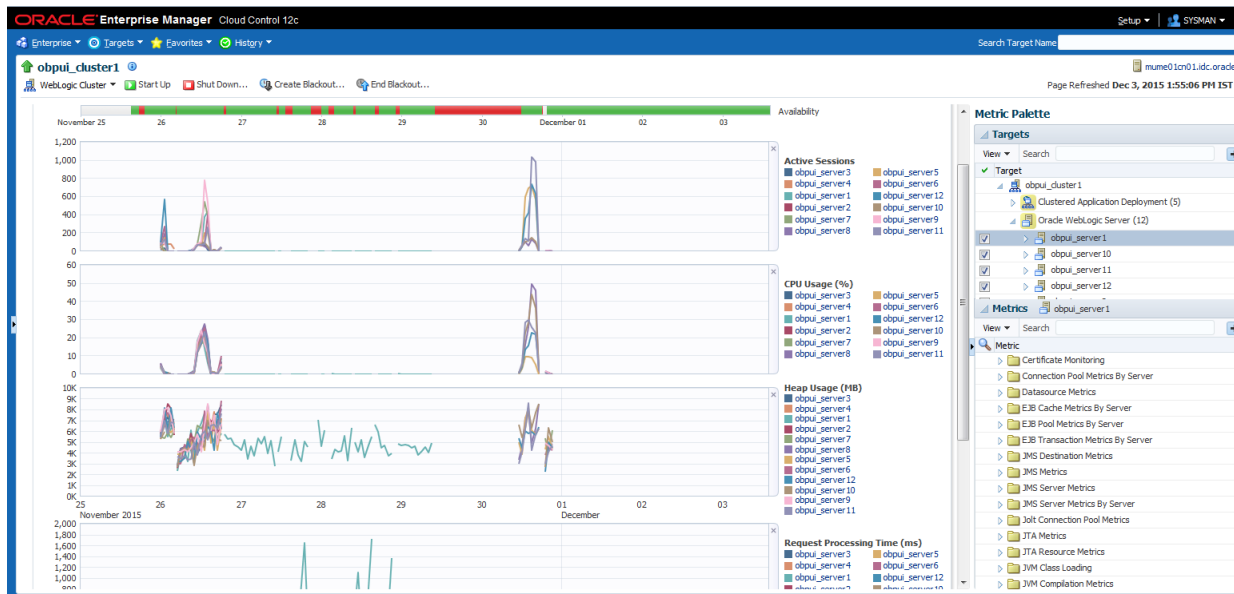 ORACLE Enterprise Manager Cloud Control 12c
Setup SYSMAN
Enterprise Targets Favorites History
Search Target Name
obpui_cluster1
mume01cn01.idc.oracle
WebLogic Cluster Start Up Shut Down... Create Blackout... End Blackout...
Page Refreshed Dec 3, 2015 1:55:06 PM IST
Availability
November 25 26 27 28 29 30 December 01 02 03
1,200
1,000
800
600
400
200
0
Active Sessions
obpui_server3 obpui_server5
obpui_server4 obpui_server6
obpui_server1 obpui_server12
obpui_server2 obpui_server10
obpui_server7 obpui_server9
obpui_server8 obpui_server11
60
50
40
30
20
10
0
CPU Usage (%)
obpui_server3 obpui_server5
obpui_server4 obpui_server6
obpui_server1 obpui_server12
obpui_server2 obpui_server10
obpui_server7 obpui_server9
obpui_server8 obpui_server11
10K
9K
8K
7K
6K
5K
4K
3K
2K
1K
0K
Heap Usage (MB)
obpui_server3
obpui_server4
obpui_server1
obpui_server2
obpui_server7
obpui_server8
obpui_server5
obpui_server6
obpui_server12
obpui_server10
obpui_server9
obpui_server11
25 26 27 28 29 30 01 02 03
November 2015 December
2,000
1,800
1,600
1,400
1,200
1,000
800
Request Processing Time (ms)
obpui_server3 obpui_server5
obpui_server4 obpui_server6
obpui_server1 obpui_server12
obpui_server2 obpui_server10
Metric Palette
Targets
View Search
Target
obpui_cluster1
Clustered Application Deployment (5)
Oracle WebLogic Server (12)
obpui_server1
obpui_server10
obpui_server11
obpui_server12
Metrics obpui_server1
View Search
Metric
Certificate Monitoring
Connection Pool Metrics By Server
Datasource Metrics
EJB Cache Metrics By Server
EJB Pool Metrics By Server
EJB Transaction Metrics By Server
JMS Destination Metrics
JMS Metrics
JMS Server Metrics
JMS Server Metrics By Server
Jolt Connection Pool Metrics
JTA Metrics
JTA Resource Metrics
JVM Class Loading
JVM Compilation Metrics